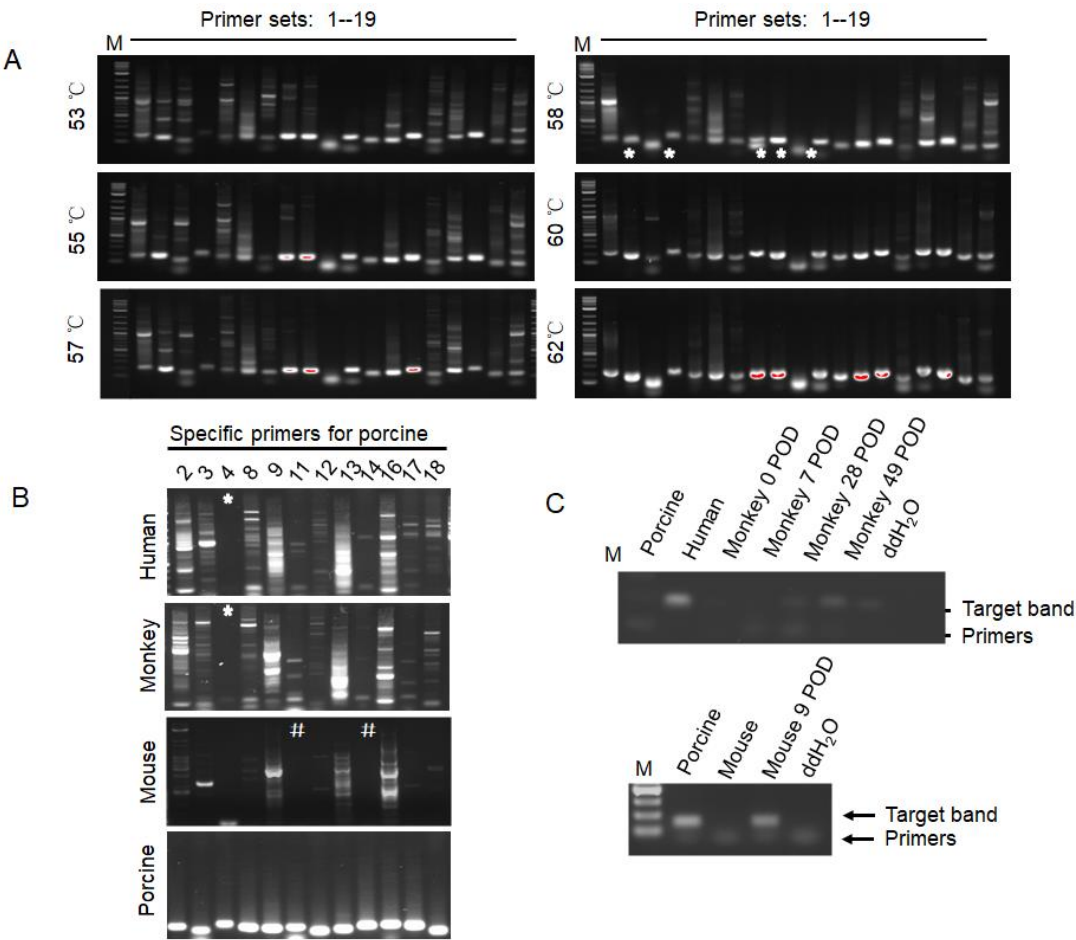 Primer sets: 1--19
M
A
53 ℃
55 ℃
57 ℃
Primer sets: 1--19
M
58 ℃
60 ℃
62℃
*
*
*
*
*
B
Specific primers for porcine
2 3 4 8 9 11 12 13 14 16 17 18
Human
*
Monkey
*
Mouse
# #
Porcine
C
M
Porcine
Human
Monkey 0 POD
Monkey 7 POD
Monkey 28 POD
Monkey 49 POD
ddH₂O
Target band
Primers
M
Porcine
Mouse
Mouse 9 POD
ddH₂O
Target band
Primers